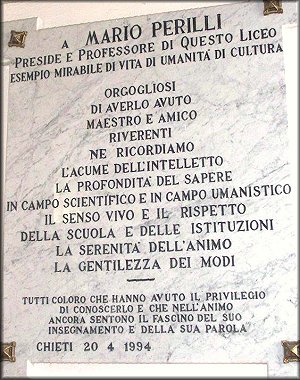 A MARIO PERILLI
PRESIDE E PROFESSORE DI QUESTO LICEO
ESEMPIO MIRABILE DI VITA DI UMANITA' DI CULTURA
ORGOGLIOSI
DI AVERLO AVUTO
MAESTRO E AMICO
RIVERENTI
NE RICORDIAMO
L'ACUME DELL'INTELLETTO
LA PROFONDITA' DEL SAPERE
IN CAMPO SCIENTIFICO E IN CAMPO UMANISTICO
IL SENSO VIVO E IL RISPETTO
DELLA SCUOLA E DELLE ISTITUZIONI
LA SERENITA' DELL'ANIMO
LA GENTILEZZA DEI MODI
TUTTI COLORO CHE HANNO AVUTO IL PRIVILEGIO
DI CONOSCERLO E CHE NELL'ANIMO
ANCORA SENTONO IL FASCINO DEL SUO
INSEGNAMENTO E DELLA SUA PAROLA
CHIETI 20 4 1994